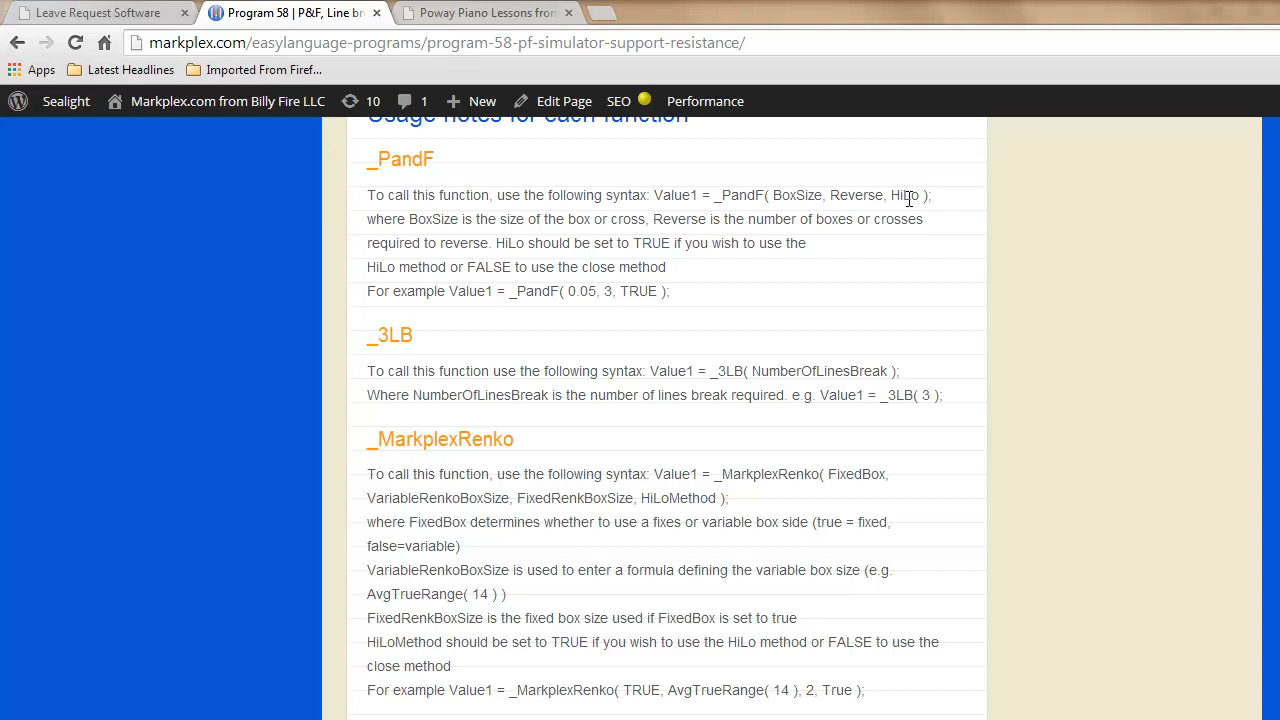 Leave Request Software
Program 58 | P&F, Line br
Poway Piano Lessons from
markplex.com/easylanguage-programs/program-58-pf-simulator-support-resistance/
Apps Latest Headlines Imported From Firef...
Sealight Markplex.com from Billy Fire LLC 10 1 New Edit Page SEO Performance
Usage notes for each function
_PandF
To call this function, use the following syntax: Value1 = _PandF( BoxSize, Reverse, HiLo );
where BoxSize is the size of the box or cross, Reverse is the number of boxes or crosses
required to reverse. HiLo should be set to TRUE if you wish to use the
HiLo method or FALSE to use the close method
For example Value1 = _PandF( 0.05, 3, TRUE );
_3LB
To call this function use the following syntax: Value1 = _3LB( NumberOfLinesBreak );
Where NumberOfLinesBreak is the number of lines break required. e.g. Value1 = _3LB( 3 );
_MarkplexRenko
To call this function, use the following syntax: Value1 = _MarkplexRenko( FixedBox,
VariableRenkoBoxSize, FixedRenkBoxSize, HiLoMethod );
where FixedBox determines whether to use a fixes or variable box side (true = fixed,
false=variable)
VariableRenkoBoxSize is used to enter a formula defining the variable box size (e.g.
AvgTrueRange( 14 ) )
FixedRenkBoxSize is the fixed box size used if FixedBox is set to true
HiLoMethod should be set to TRUE if you wish to use the HiLo method or FALSE to use the
close method
For example Value1 = _MarkplexRenko( TRUE, AvgTrueRange( 14 ), 2, True );